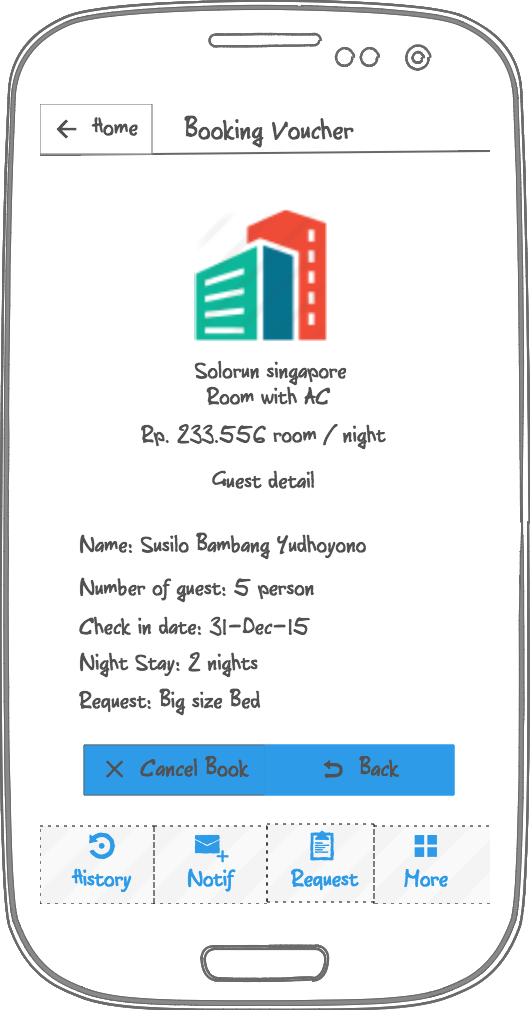 ← Home
Booking Voucher
Solorun singapore
Room with AC
Rp. 233.556 room / night
Guest detail
Name: Susilo Bambang Yudhoyono
Number of guest: 5 person
Check in date: 31-Dec-15
Night Stay: 2 nights
Request: Big size Bed
Cancel Book
Back
History
Notif
Request
More